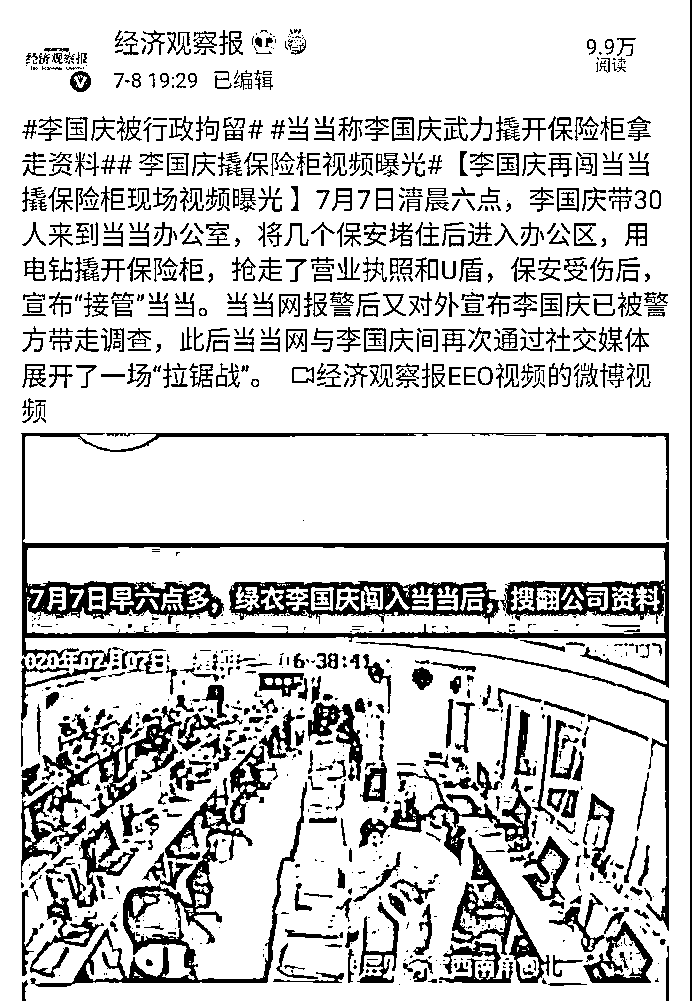 经济观察报
9.9万
阅读
经济观察报
7-8 19:29 已编辑
#李国庆被行政拘留# #当当称李国庆武力撬开保险柜拿
走资料## 李国庆撬保险柜视频曝光#【李国庆再闯当当
撬保险柜现场视频曝光 】7月7日清晨六点，李国庆带30
人来到当当办公室，将几个保安堵住后进入办公区，用
电钻撬开保险柜，抢走了营业执照和U盾，保安受伤后，
宣布“接管”当当。当当网报警后又对外宣布李国庆已被警
方带走调查，此后当当网与李国庆间再次通过社交媒体
展开了一场“拉锯战”。 经济观察报EEO视频的微博视
频
7月7日早六点多，绿衣李国庆闯入当当后，搜翻公司资料
020年07月07日 星期二 06:38:41
西南角